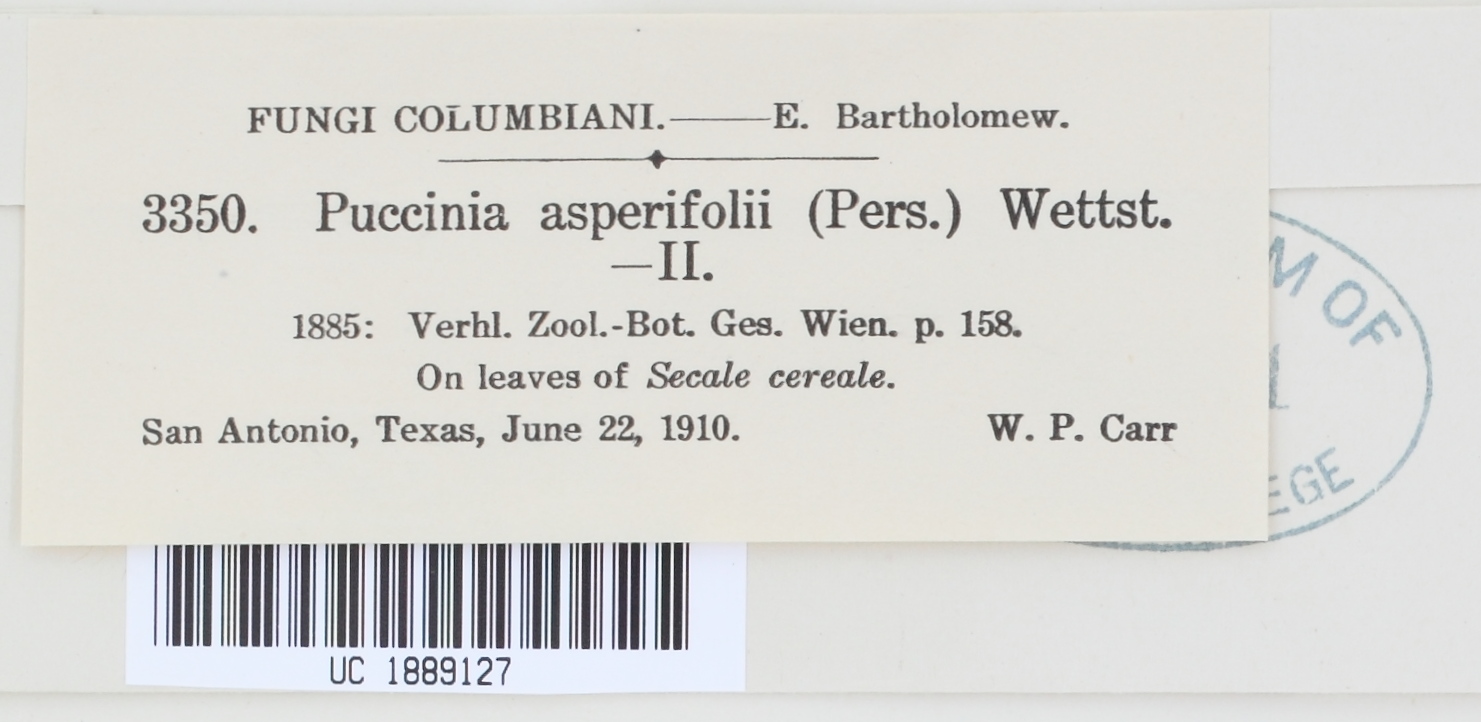 FUNGI COLUMBIANI.——E. Bartholomew.
3350. Puccinia asperifolii (Pers.) Wettst.
—II.
1885: Verhl. Zool.-Bot. Ges. Wien. p. 158.
On leaves of Secale cereale.
San Antonio, Texas, June 22, 1910. W. P. Carr
OF
UC 1889127